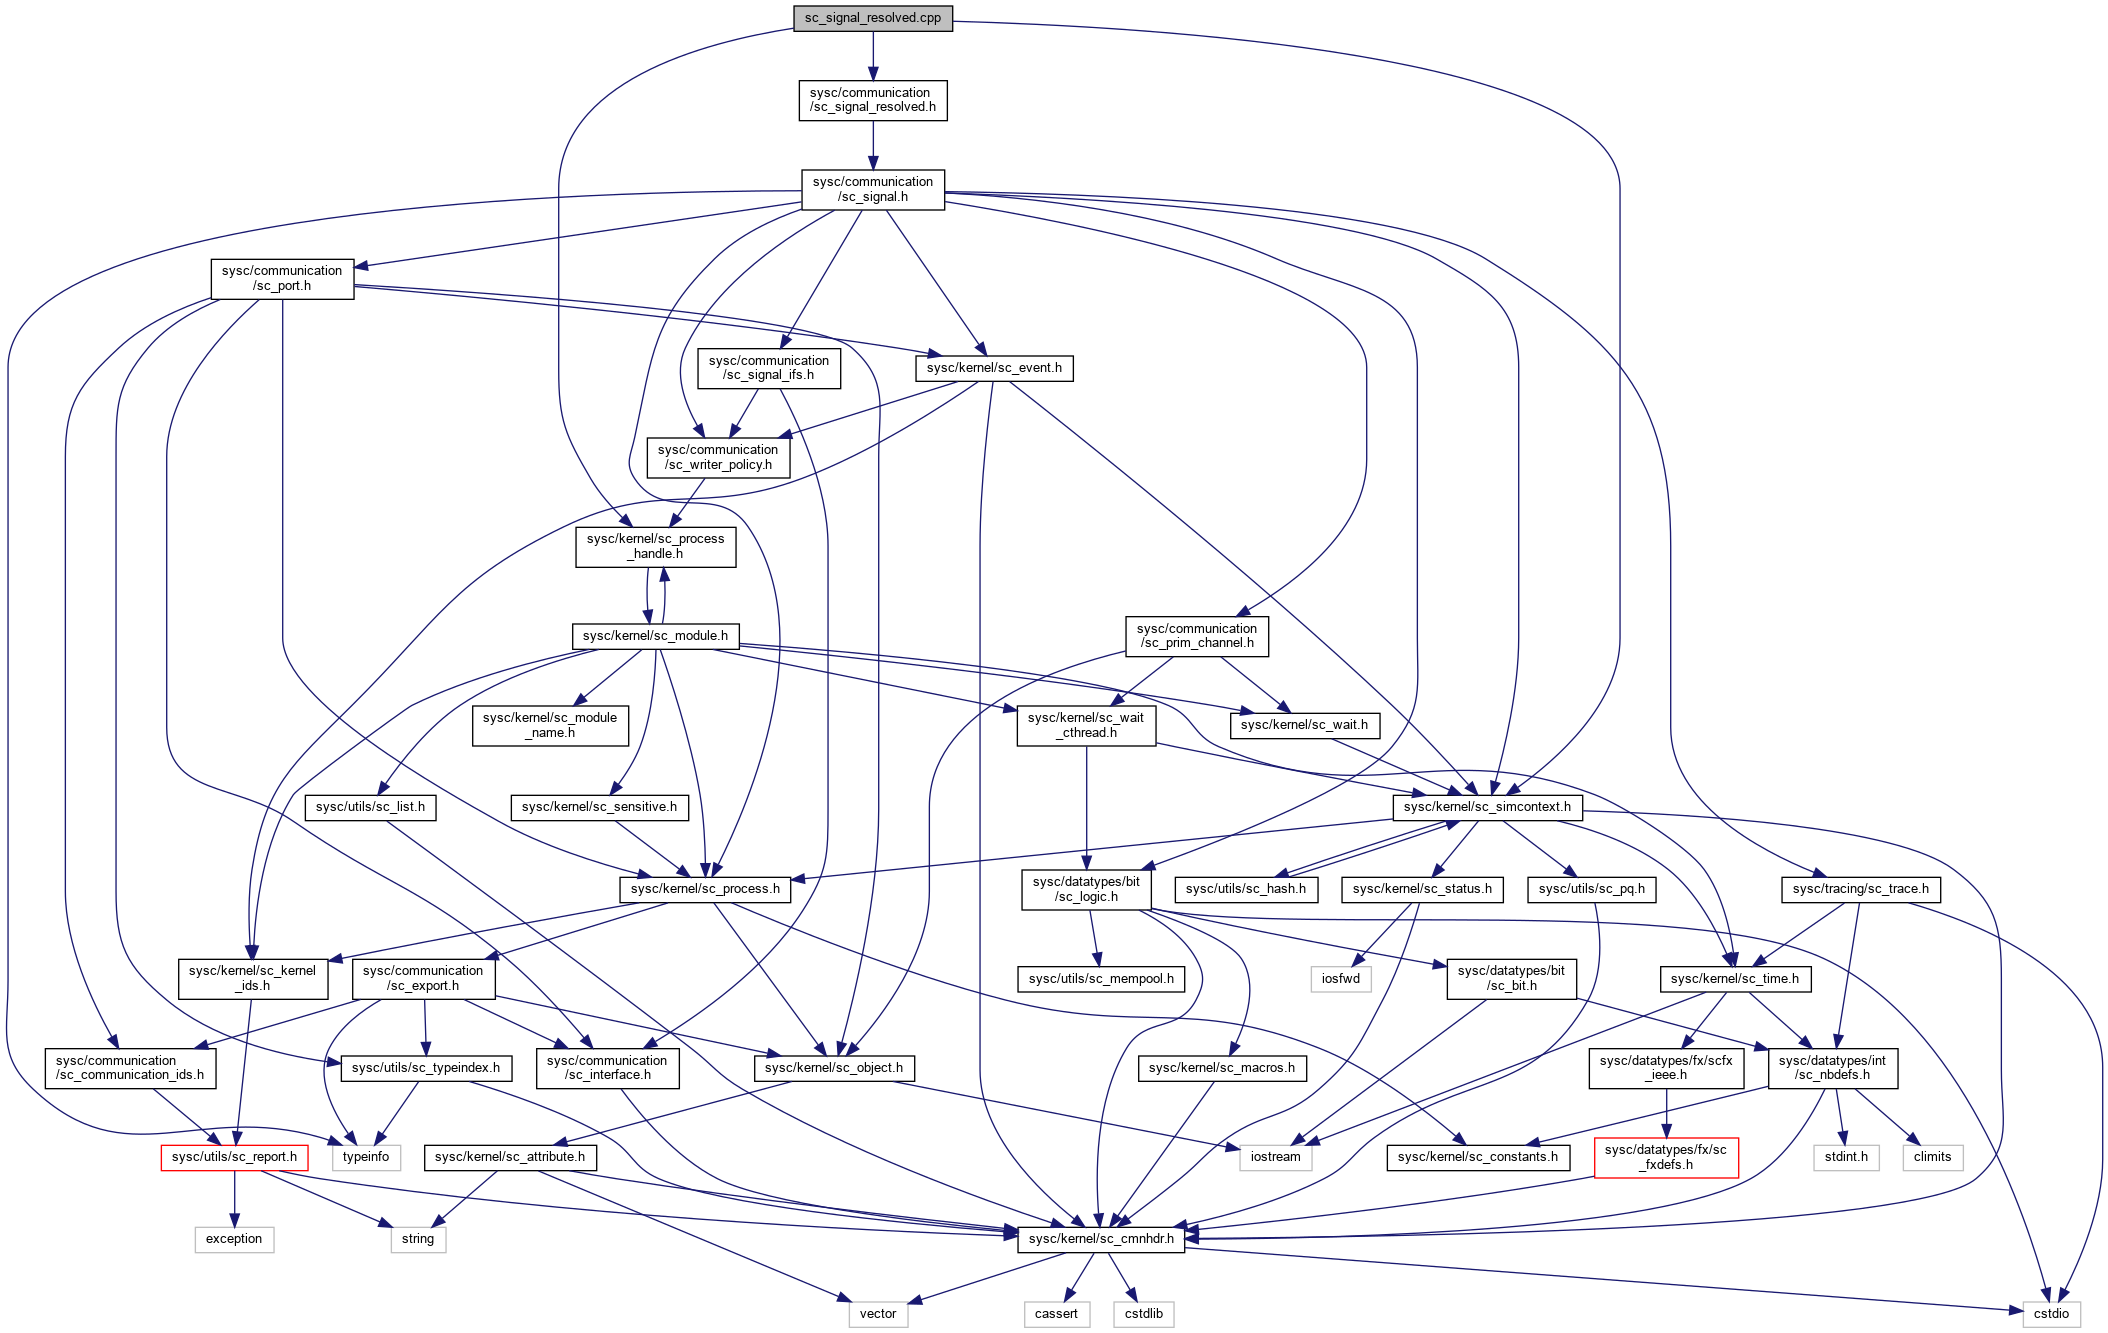 sc_signal_resolved.cpp
sysc/communication
/sc_signal_resolved.h
sysc/communication
/sc_signal.h
sysc/communication
/sc_port.h
sysc/communication
/sc_signal_ifs.h
sysc/kernel/sc_event.h
sysc/communication
/sc_writer_policy.h
sysc/kernel/sc_process
_handle.h
sysc/kernel/sc_module.h
sysc/communication
/sc_prim_channel.h
sysc/kernel/sc_module
_name.h
sysc/kernel/sc_wait
_cthread.h
sysc/kernel/sc_wait.h
sysc/utils/sc_list.h
sysc/kernel/sc_sensitive.h
sysc/kernel/sc_simcontext.h
sysc/kernel/sc_process.h
sysc/datatypes/bit
/sc_logic.h
sysc/utils/sc_hash.h
sysc/kernel/sc_status.h
sysc/utils/sc_pq.h
sysc/tracing/sc_trace.h
sysc/kernel/sc_kernel
_ids.h
sysc/communication
/sc_export.h
sysc/utils/sc_mempool.h
iosfwd
sysc/datatypes/bit
/sc_bit.h
sysc/kernel/sc_time.h
sysc/communication
/sc_communication_ids.h
sysc/utils/sc_typeindex.h
sysc/communication
/sc_interface.h
sysc/kernel/sc_object.h
sysc/kernel/sc_macros.h
sysc/datatypes/fx/scfx
_ieee.h
sysc/datatypes/int
/sc_nbdefs.h
sysc/utils/sc_report.h
typeinfo
sysc/kernel/sc_attribute.h
iostream
sysc/kernel/sc_constants.h
sysc/datatypes/fx/sc
_fxdefs.h
stdint.h
climits
exception
string
sysc/kernel/sc_cmnhdr.h
vector
cassert
cstdlib
cstdio